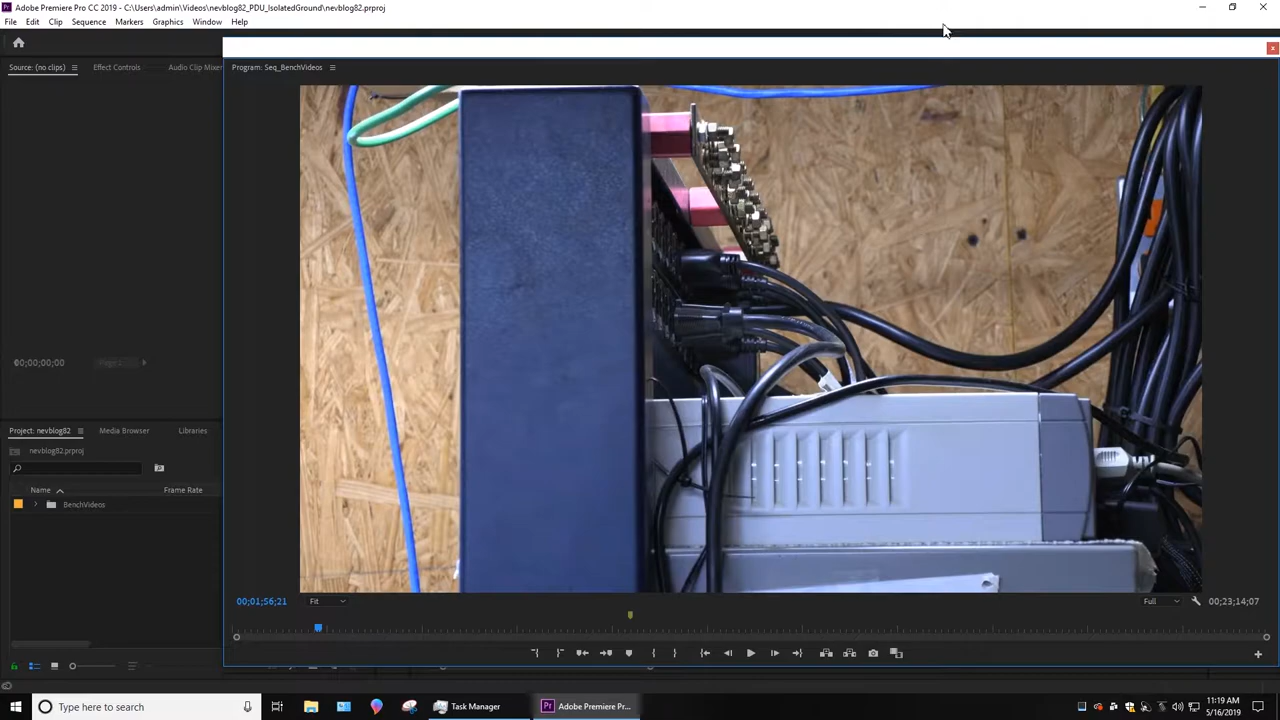 Adobe Premiere Pro CC 2019 - C:\Users\admin\Videos\nevblog82_PDU_IsolatedGround\nevblog82.prproj
File Edit Clip Sequence Markers Graphics Window Help
Source: (no clips) Effect Controls Audio Clip Mixer
Program: Seq_BenchVideos
00;00;00;00
Project: nevblog82 Media Browser Libraries
nevblog82.prproj
Name Frame Rate
BenchVideos
00;01;56;21 Fit Full 00;23;14;07
Type here to search Task Manager Adobe Premiere Pr...
11:19 AM
5/16/2019